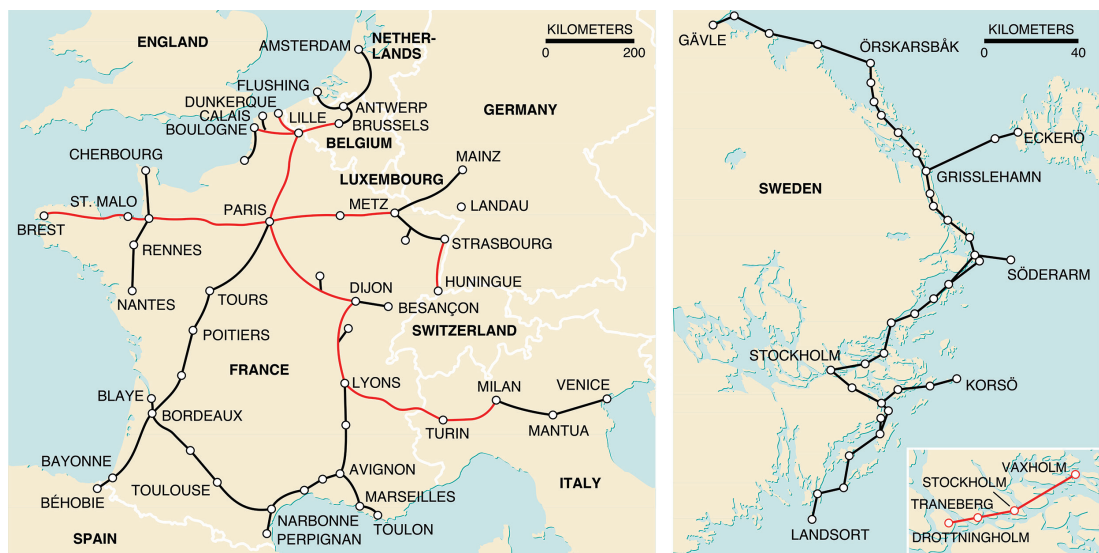 ENGLAND
NETHER-
LANDS
KILOMETERS
0 200
AMSTERDAM
FLUSHING
DUNKERQUE
CALAIS
LILLE
ANTWERP
BOULOGNE
BRUSSELS
BELGIUM
GERMANY
CHERBOURG
MAINZ
LUXEMBOURG
ST. MALO
PARIS
METZ
LANDAU
BREST
RENNES
STRASBOURG
HUNINGUE
NANTES
TOURS
DIJON
BESANÇON
POITIERS
SWITZERLAND
FRANCE
LYONS
MILAN
VENICE
BLAYE
BORDEAUX
TURIN
MANTUA
BAYONNE
AVIGNON
BÉHOBIE
TOULOUSE
MARSEILLES
ITALY
NARBONNE
TOULON
PERPIGNAN
SPAIN
GÄVLE
ÖRSKARSBÅK
KILOMETERS
0 40
ECKERÖ
GRISSLEHAMN
SWEDEN
SÖDERARM
STOCKHOLM
KORSÖ
LANDSORT
VAXHOLM
STOCKHOLM
TRANEBERG
DROTTNINGHOLM